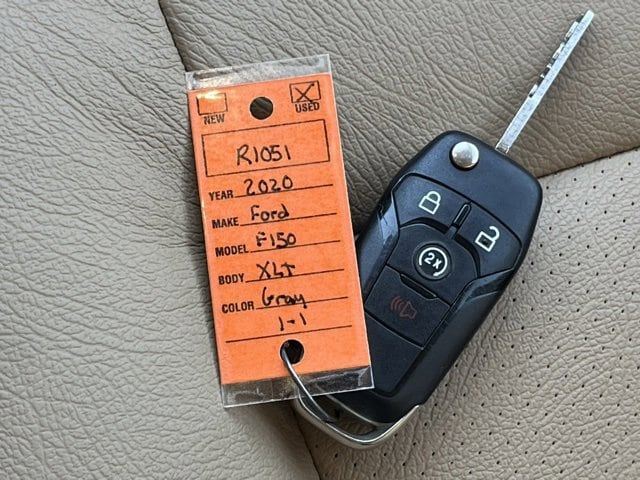 NEW USED
R1051
YEAR 2020
MAKE Ford
MODEL F150
BODY XLT
COLOR Gray
1-1
2X